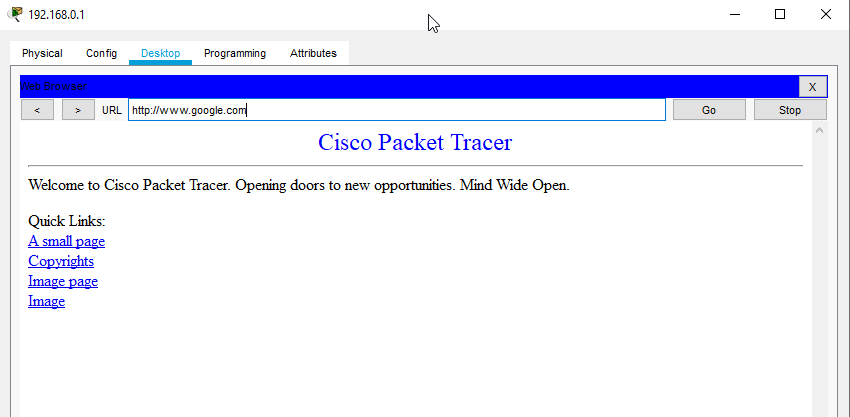 192.168.0.1
Physical Config Desktop Programming Attributes
Web Browser X
< > URL http://www.google.com Go Stop
Cisco Packet Tracer
Welcome to Cisco Packet Tracer. Opening doors to new opportunities. Mind Wide Open.
Quick Links:
A small page
Copyrights
Image page
Image